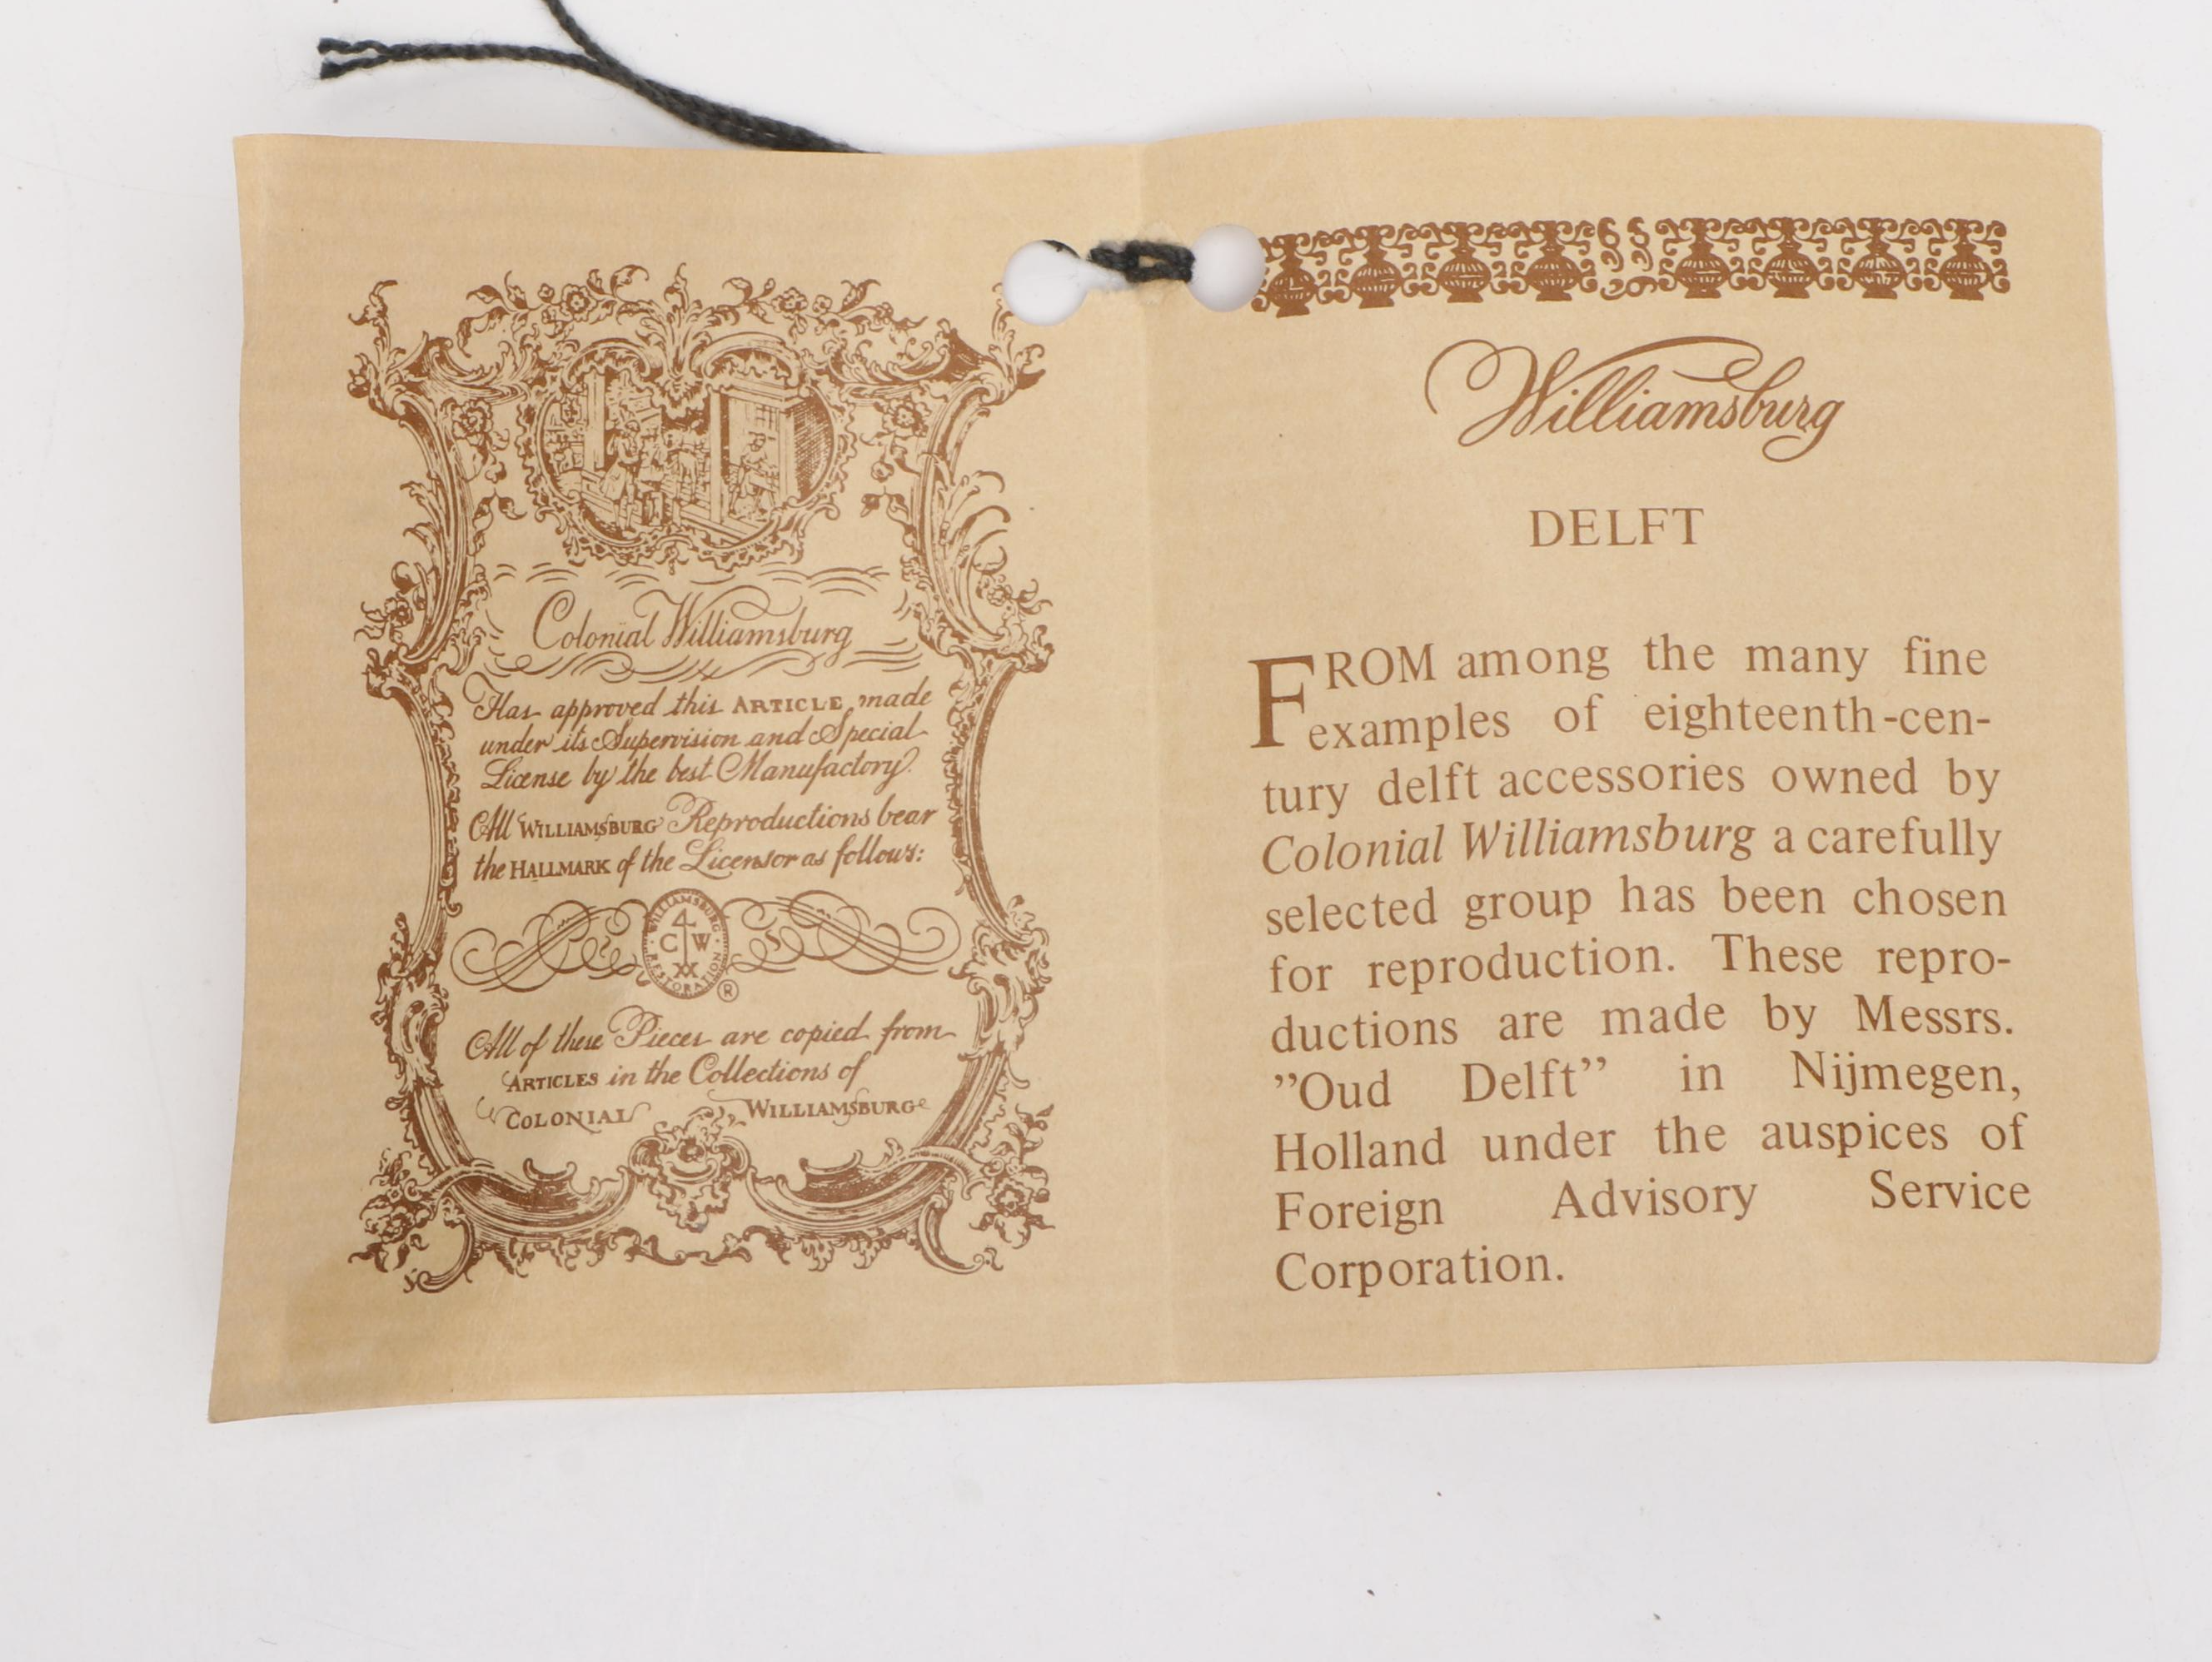 Colonial Williamsburg
Has approved this ARTICLE, made
under its Supervision and Special
License by the best Manufactory.
All WILLIAMSBURG Reproductions bear
the HALLMARK of the Licensor as follows:
WILLIAMSBURG
C W
RESTORATION
®
All of these Pieces are copied from
ARTICLES in the Collections of
COLONIAL WILLIAMSBURG
Williamsburg
DELFT
FROM among the many fine
examples of eighteenth-cen-
tury delft accessories owned by
Colonial Williamsburg a carefully
selected group has been chosen
for reproduction. These repro-
ductions are made by Messrs.
”Oud Delft” in Nijmegen,
Holland under the auspices of
Foreign Advisory Service
Corporation.